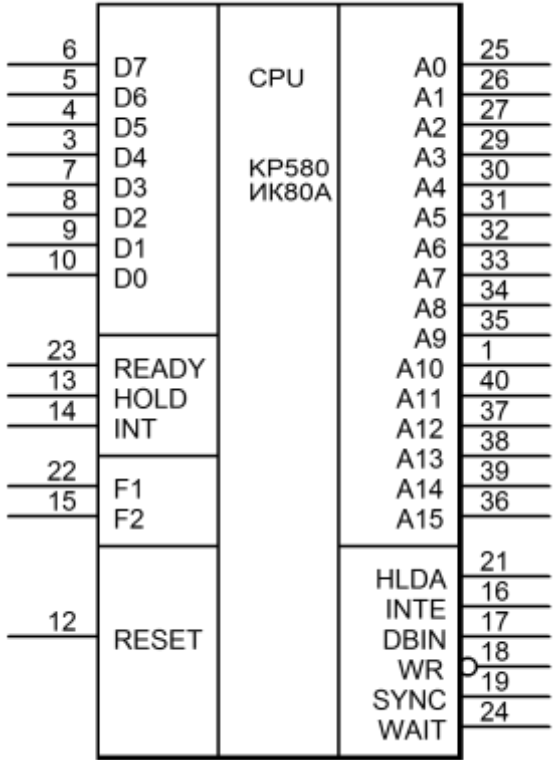 6 D7 CPU A0 25
5 D6 A1 26
4 D5 A2 27
3 D4 A3 29
7 D3 КР580 A4 30
8 D2 ИК80А A5 31
9 D1 A6 32
10 D0 A7 33
A8 34
A9 35
23 READY A10 1
13 HOLD A11 40
14 INT A12 37
A13 38
22 F1 A14 39
15 F2 A15 36
HLDA 21
INTE 16
12 RESET DBIN 17
WR 18
SYNC 19
WAIT 24